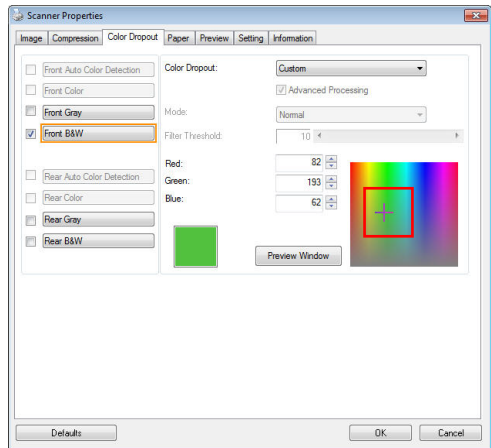 Scanner Properties
Image Compression Color Dropout Paper Preview Setting Information
Front Auto Color Detection
Front Color
Front Gray
Front B&W
Rear Auto Color Detection
Rear Color
Rear Gray
Rear B&W
Color Dropout: Custom
Advanced Processing
Mode: Normal
Filter Threshold: 10
Red: 82
Green: 193
Blue: 62
Preview Window
Defaults OK Cancel